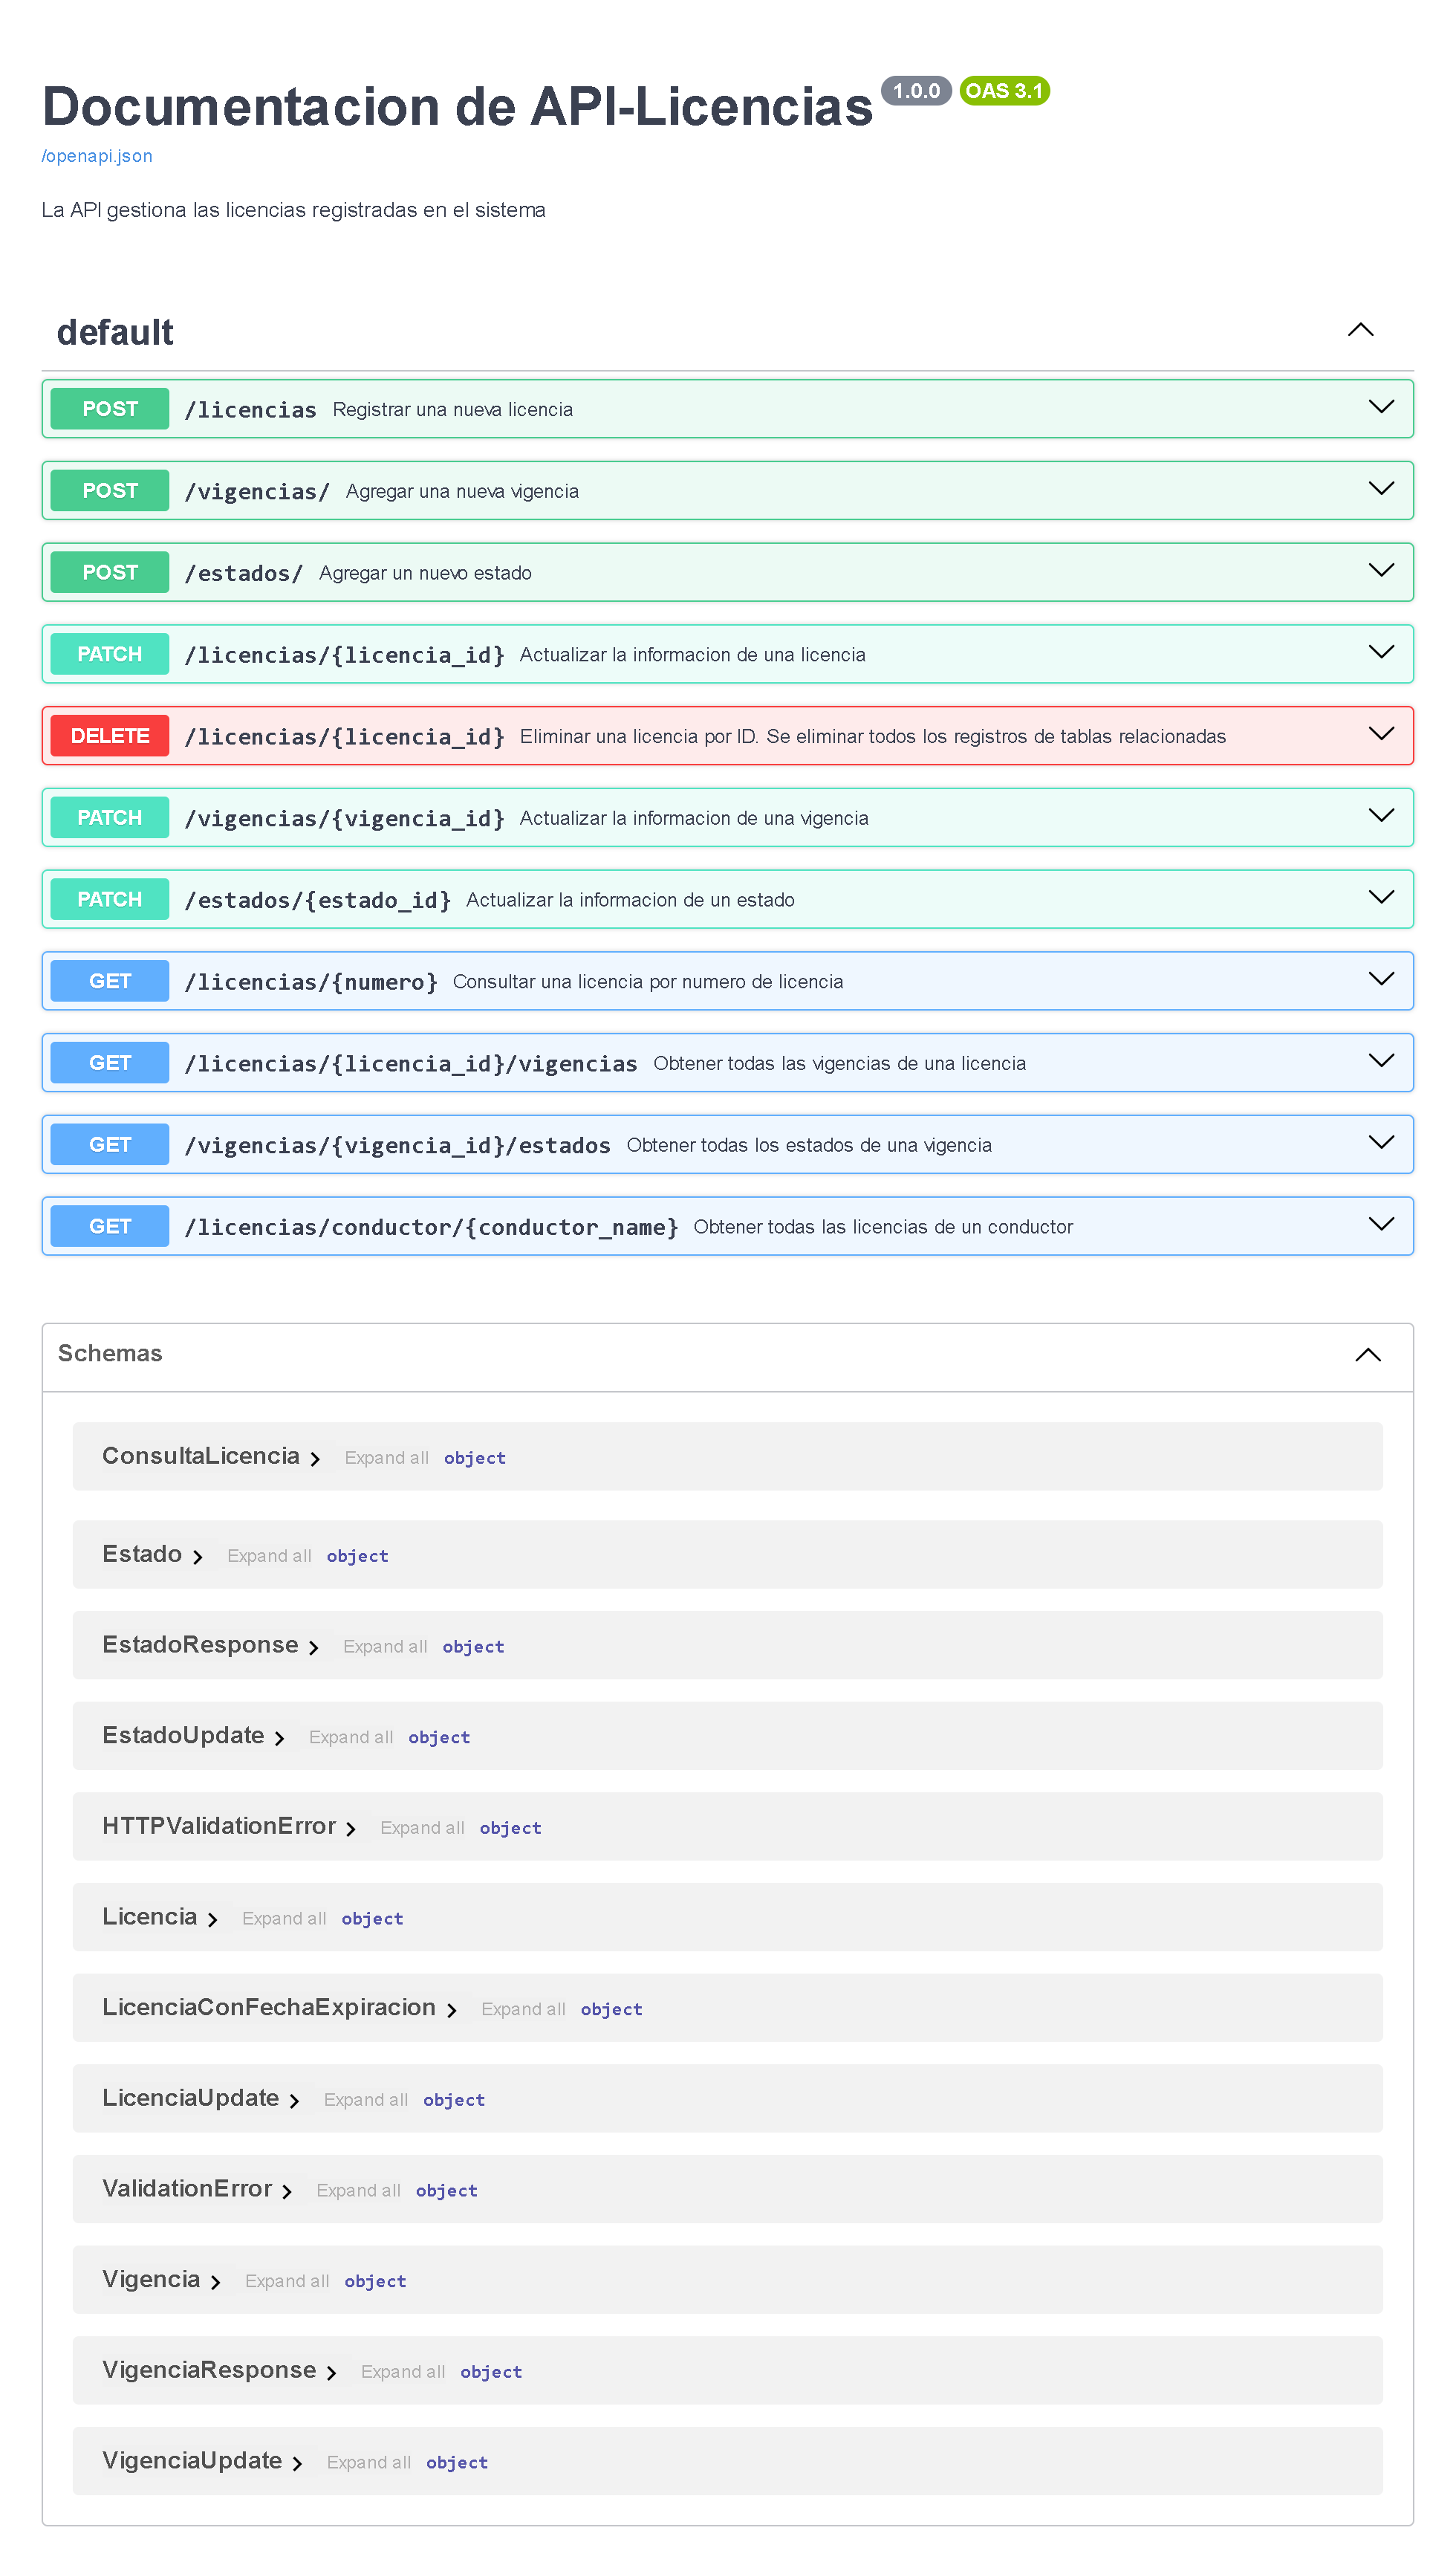 Documentacion de API-Licencias 1.0.0 OAS 3.1
/openapi.json
La API gestiona las licencias registradas en el sistema
default
POST /licencias Registrar una nueva licencia
POST /vigencias/ Agregar una nueva vigencia
POST /estados/ Agregar un nuevo estado
PATCH /licencias/{licencia_id} Actualizar la informacion de una licencia
DELETE /licencias/{licencia_id} Eliminar una licencia por ID. Se eliminar todos los registros de tablas relacionadas
PATCH /vigencias/{vigencia_id} Actualizar la informacion de una vigencia
PATCH /estados/{estado_id} Actualizar la informacion de un estado
GET /licencias/{numero} Consultar una licencia por numero de licencia
GET /licencias/{licencia_id}/vigencias Obtener todas las vigencias de una licencia
GET /vigencias/{vigencia_id}/estados Obtener todas los estados de una vigencia
GET /licencias/conductor/{conductor_name} Obtener todas las licencias de un conductor
Schemas
ConsultaLicencia Expand all object
Estado Expand all object
EstadoResponse Expand all object
EstadoUpdate Expand all object
HTTPValidationError Expand all object
Licencia Expand all object
LicenciaConFechaExpiracion Expand all object
LicenciaUpdate Expand all object
ValidationError Expand all object
Vigencia Expand all object
VigenciaResponse Expand all object
VigenciaUpdate Expand all object